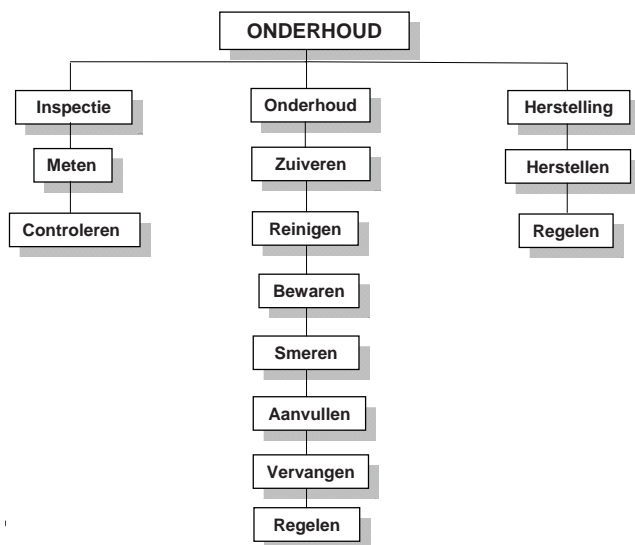 ONDERHOUD
Inspectie
Meten
Controleren
Onderhoud
Zuiveren
Reinigen
Bewaren
Smeren
Aanvullen
Vervangen
Regelen
Herstelling
Herstellen
Regelen